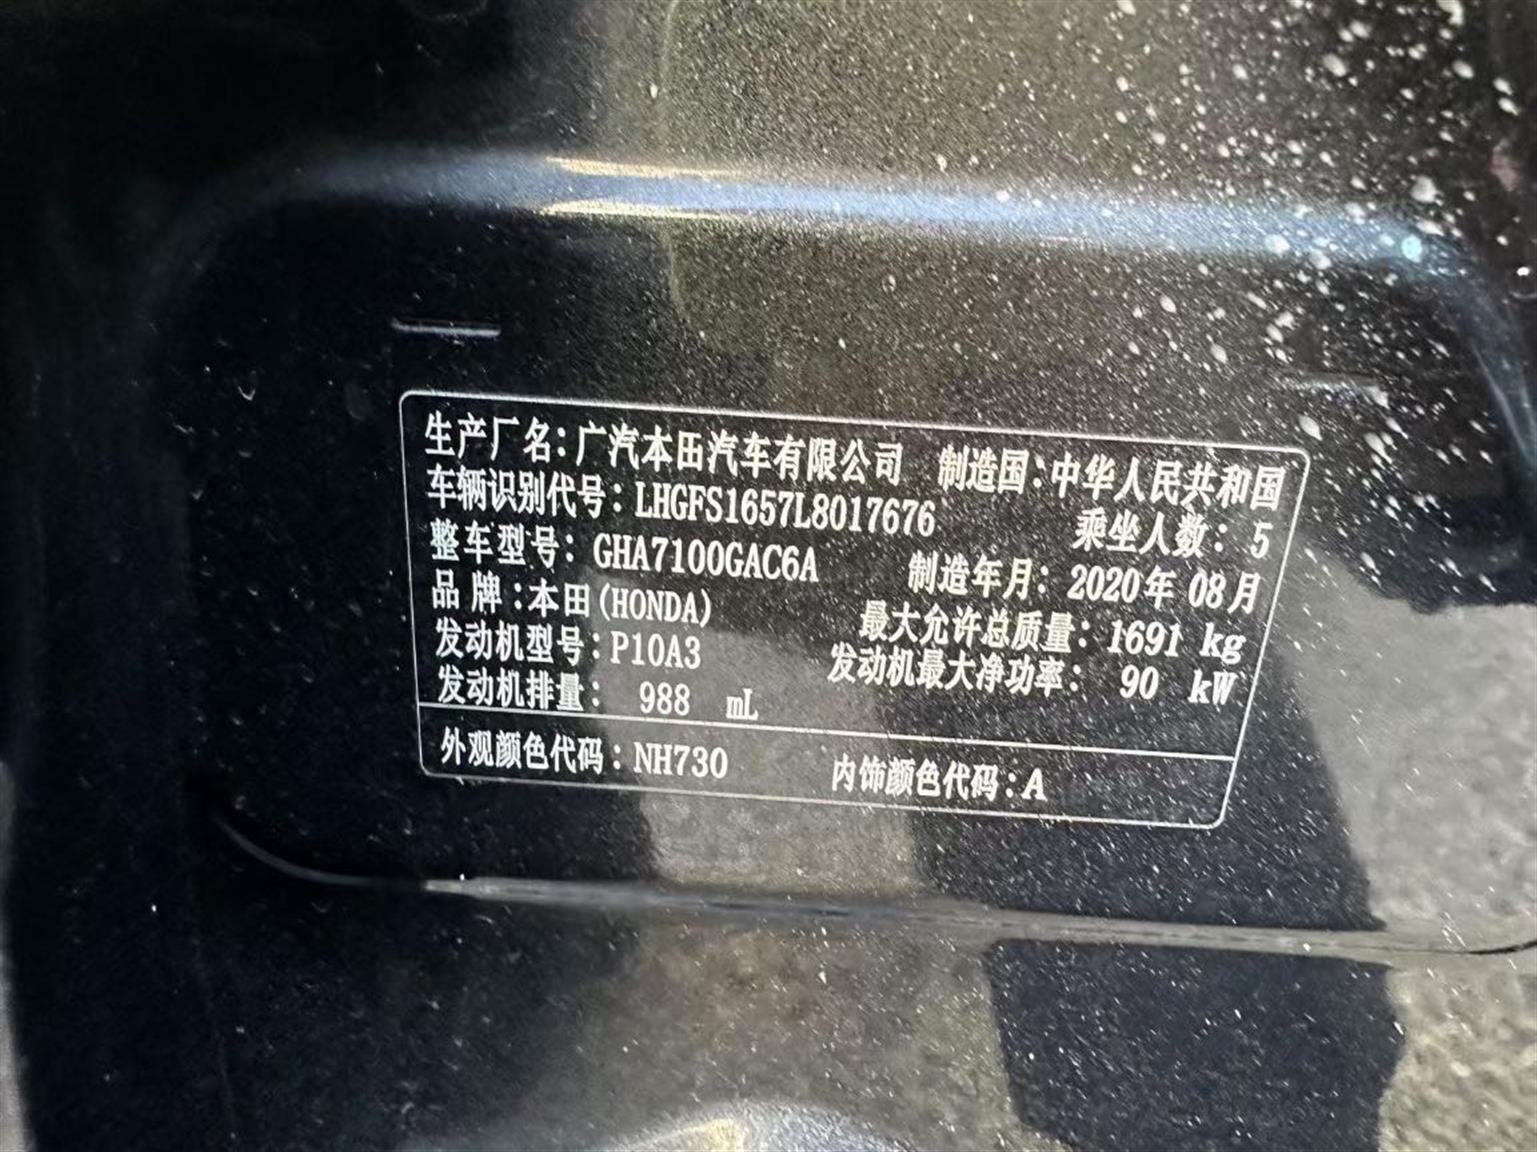 生产厂名：广汽本田汽车有限公司 制造国：中华人民共和国
车辆识别代号：LHGFS1657L8017676 乘坐人数：5
整车型号：GHA7100GAC6A 制造年月：2020年 08月
品 牌：本田(HONDA) 最大允许总质量：1691 kg
发动机型号：P10A3 发动机最大净功率： 90 kW
发动机排量： 988 mL
外观颜色代码：NH730 内饰颜色代码：A